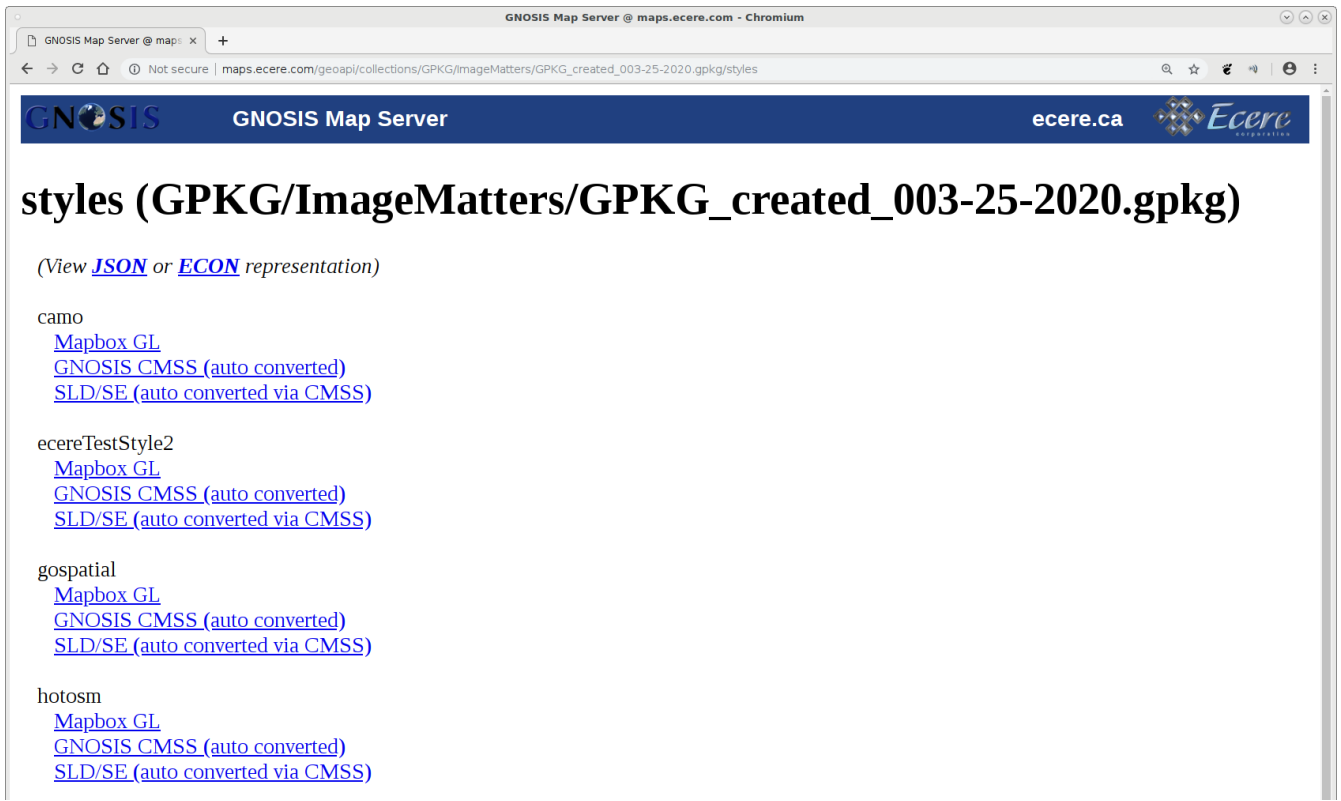 GNOSIS Map Server @ maps.ecere.com - Chromium
GNOSIS Map Server @ maps
Not secure | maps.ecere.com/geoapi/collections/GPKG/ImageMatters/GPKG_created_003-25-2020.gpkg/styles
GNOSIS GNOSIS Map Server ecere.ca Ecere corporation
styles (GPKG/ImageMatters/GPKG_created_003-25-2020.gpkg)
(View JSON or ECON representation)
camo
Mapbox GL
GNOSIS CMSS (auto converted)
SLD/SE (auto converted via CMSS)
ecereTestStyle2
Mapbox GL
GNOSIS CMSS (auto converted)
SLD/SE (auto converted via CMSS)
gospatial
Mapbox GL
GNOSIS CMSS (auto converted)
SLD/SE (auto converted via CMSS)
hotosm
Mapbox GL
GNOSIS CMSS (auto converted)
SLD/SE (auto converted via CMSS)